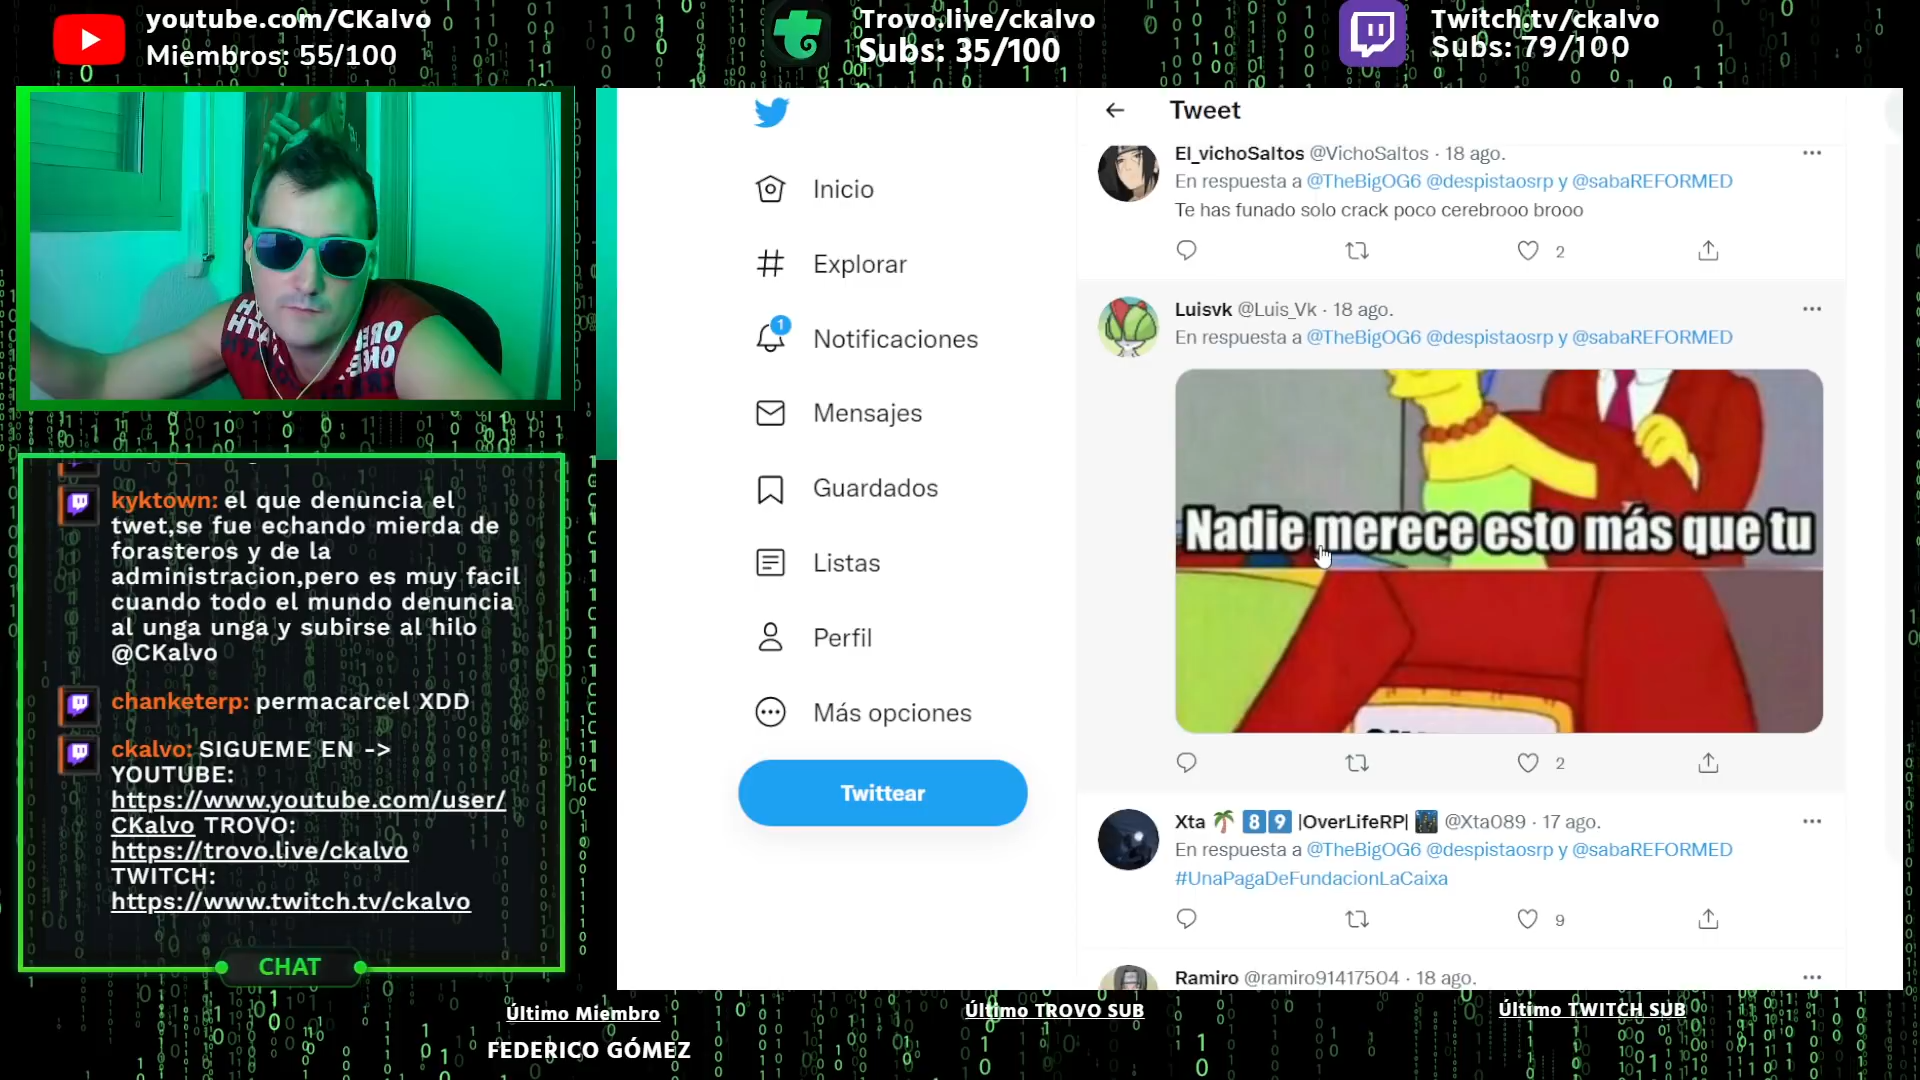 youtube.com/CKalvo
Miembros: 55/100
Trovo.live/ckalvo
Subs: 35/100
Twitch.tv/ckalvo
Subs: 79/100
kyktown: el que denuncia el
twet,se fue echando mierda de
forasteros y de la
administracion,pero es muy facil
cuando todo el mundo denuncia
al unga unga y subirse al hilo
@CKalvo
chanketerp: permacarcel XDD
ckalvo: SIGUEME EN ->
YOUTUBE:
https://www.youtube.com/user/
CKalvo TROVO:
https://trovo.live/ckalvo
TWITCH:
https://www.twitch.tv/ckalvo
CHAT
Inicio
Explorar
1
Notificaciones
Mensajes
Guardados
Listas
Perfil
Más opciones
Twittear
Tweet
El_vichoSaltos @VichoSaltos · 18 ago.
En respuesta a @TheBigOG6 @despistaosrp y @sabaREFORMED
Te has funado solo crack poco cerebrooo brooo
2
Luisvk @Luis_Vk · 18 ago.
En respuesta a @TheBigOG6 @despistaosrp y @sabaREFORMED
Nadie merece esto más que tu
2
Xta 🌴 8 9 |OverLifeRP| @Xta089 · 17 ago.
En respuesta a @TheBigOG6 @despistaosrp y @sabaREFORMED
#UnaPagaDeFundacionLaCaixa
9
Ramiro @ramiro91417504 · 18 ago.
Último Miembro
FEDERICO GÓMEZ
Último TROVO SUB
Último TWITCH SUB